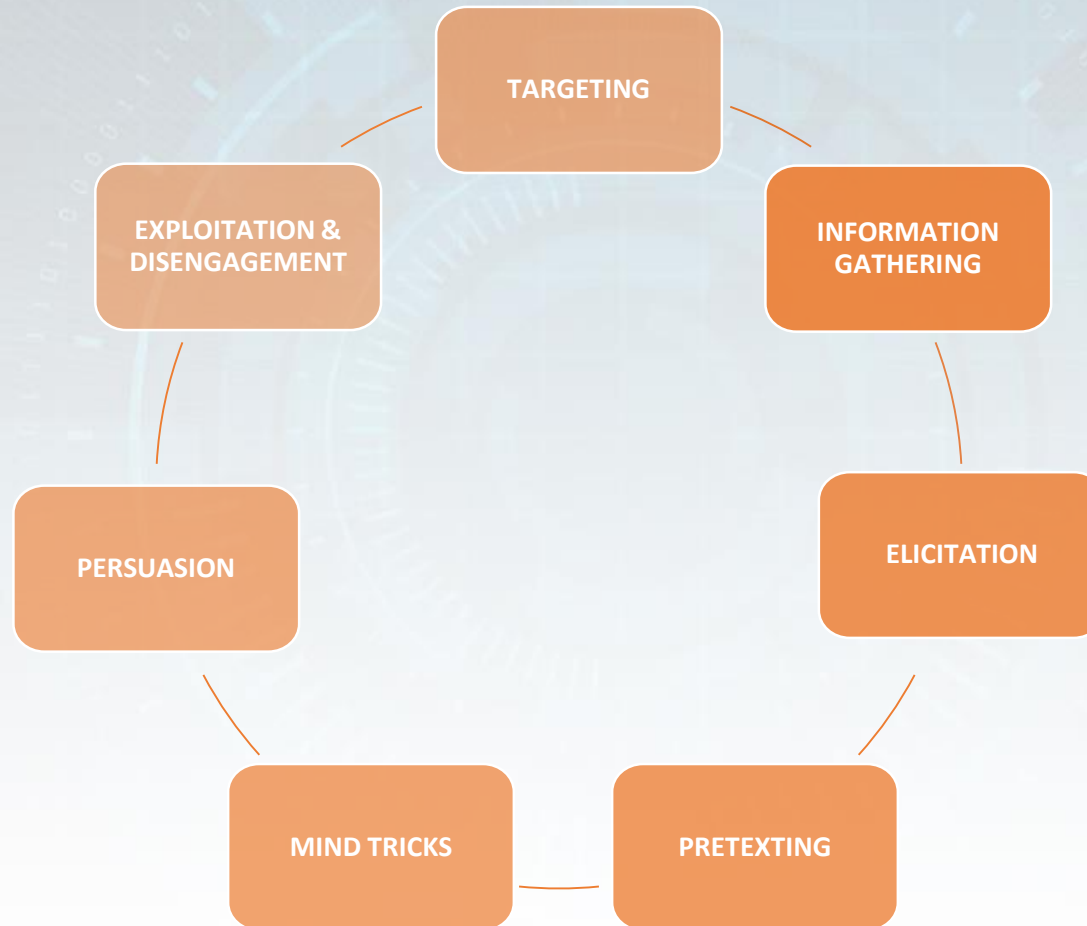 TARGETING
INFORMATION
GATHERING
ELICITATION
PRETEXTING
MIND TRICKS
PERSUASION
EXPLOITATION &
DISENGAGEMENT